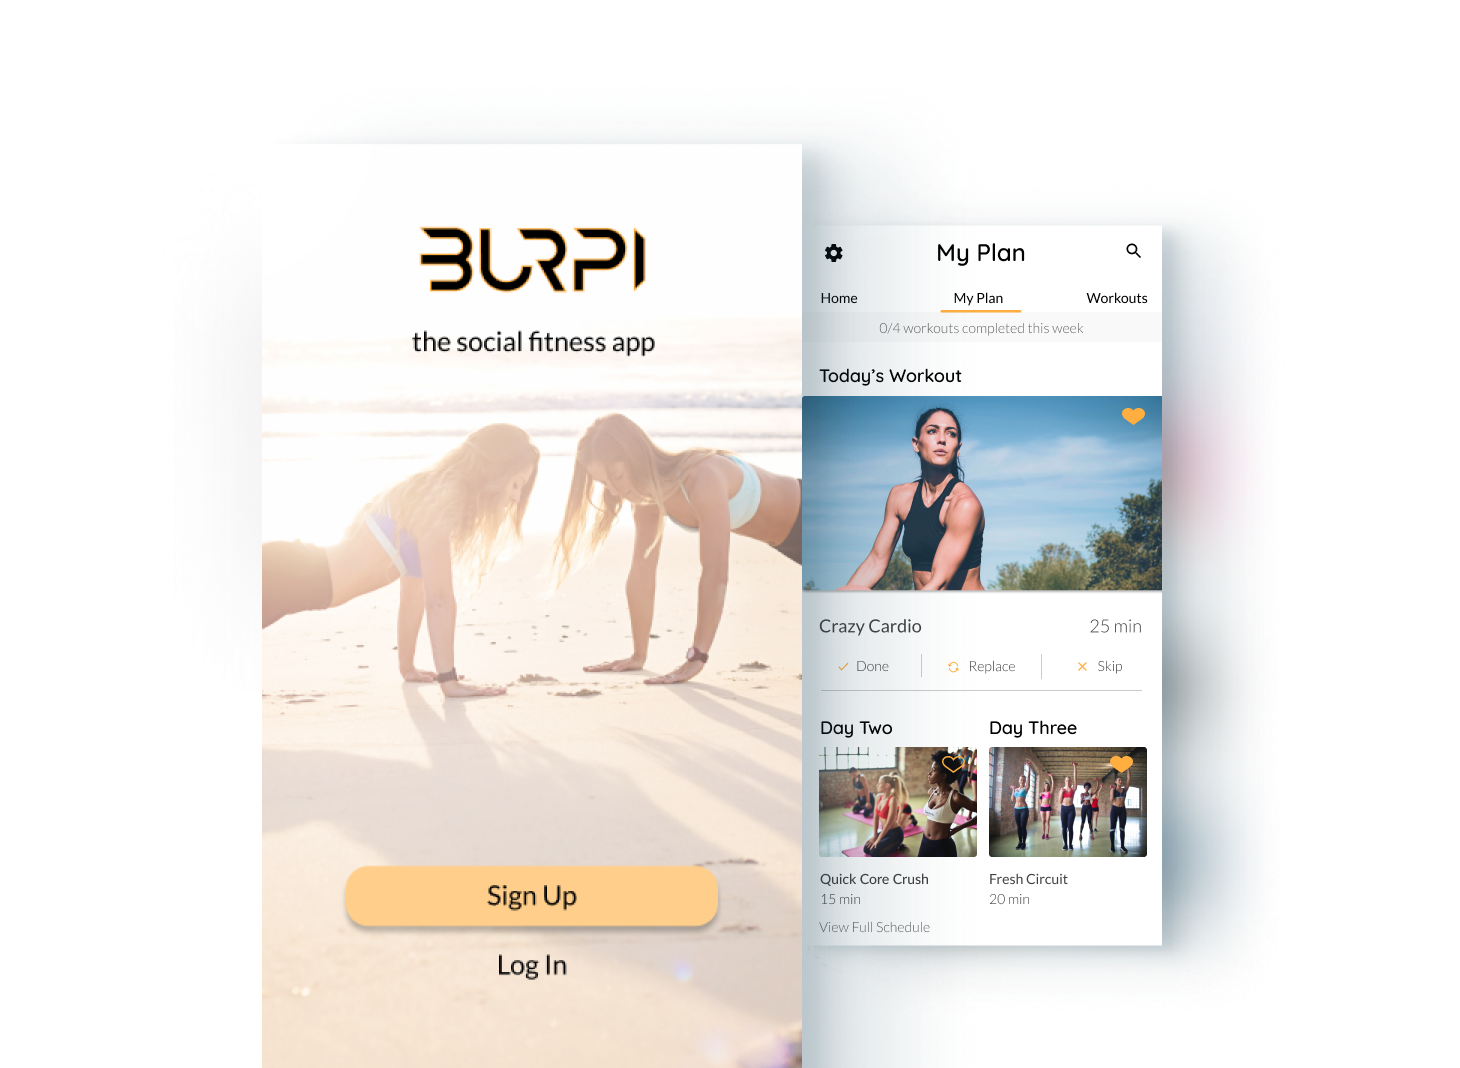 BURPI
the social fitness app
Sign Up
Log In
My Plan
Home My Plan Workouts
0/4 workouts completed this week
Today’s Workout
Crazy Cardio 25 min
Done Replace Skip
Day Two Day Three
Quick Core Crush Fresh Circuit
15 min 20 min
View Full Schedule